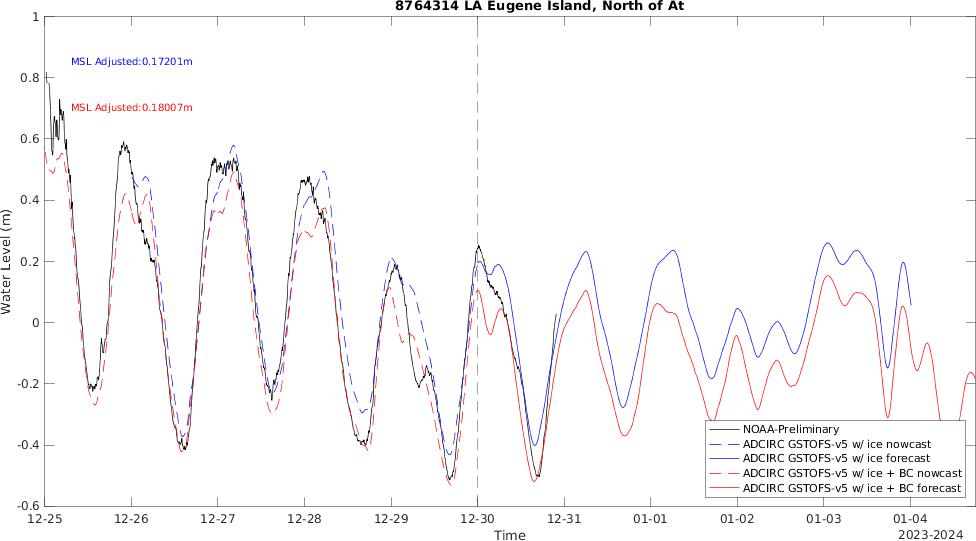 8764314 LA Eugene Island, North of At
1
0.8
0.6
0.4
0.2
0
-0.2
-0.4
-0.6
Water Level (m)
MSL Adjusted:0.17201m
MSL Adjusted:0.18007m
NOAA-Preliminary
ADCIRC GSTOFS-v5 w/ ice nowcast
ADCIRC GSTOFS-v5 w/ ice forecast
ADCIRC GSTOFS-v5 w/ ice + BC nowcast
ADCIRC GSTOFS-v5 w/ ice + BC forecast
12-25 12-26 12-27 12-28 12-29 12-30 12-31 01-01 01-02 01-03 01-04
Time
2023-2024